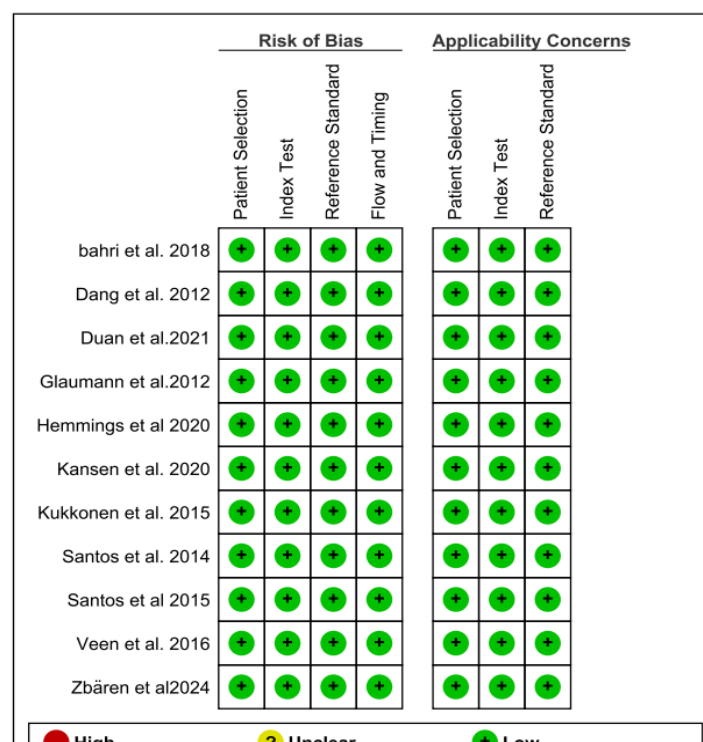 Risk of Bias Applicability Concerns
Patient Selection
Index Test
Reference Standard
Flow and Timing
Patient Selection
Index Test
Reference Standard
bahri et al. 2018 + + + + + + +
Dang et al. 2012 + + + + + + +
Duan et al.2021 + + + + + + +
Glaumann et al.2012 + + + + + + +
Hemmings et al 2020 + + + + + + +
Kansen et al. 2020 + + + + + + +
Kukkonen et al. 2015 + + + + + + +
Santos et al. 2014 + + + + + + +
Santos et al 2015 + + + + + + +
Veen et al. 2016 + + + + + + +
Zbären et al2024 + + + + + + +
High ? Unclear + Low